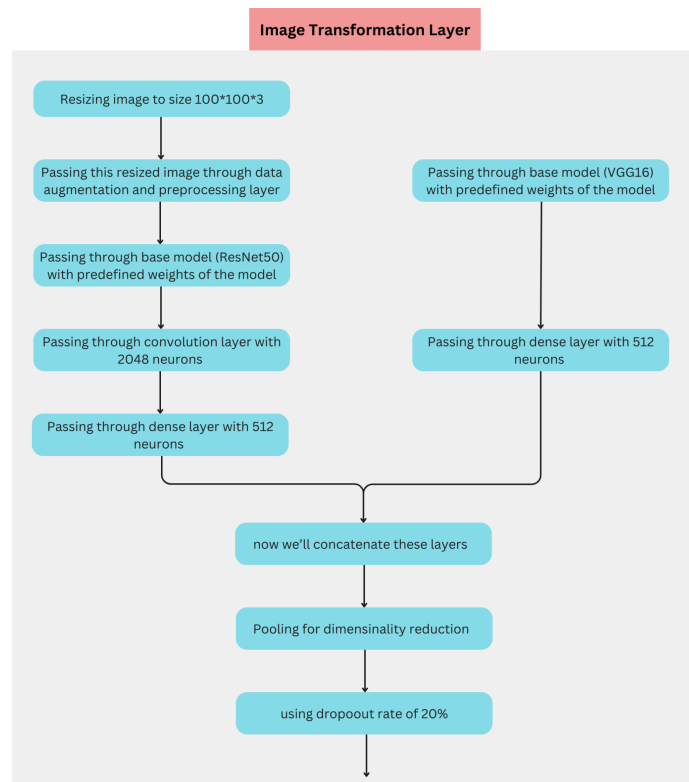 Image Transformation Layer
Resizing image to size 100*100*3
Passing this resized image through data
augmentation and preprocessing layer
Passing through base model (VGG16)
with predefined weights of the model
Passing through base model (ResNet50)
with predefined weights of the model
Passing through convolution layer with
2048 neurons
Passing through dense layer with 512
neurons
Passing through dense layer with 512
neurons
now we’ll concatenate these layers
Pooling for dimensinality reduction
using dropoout rate of 20%